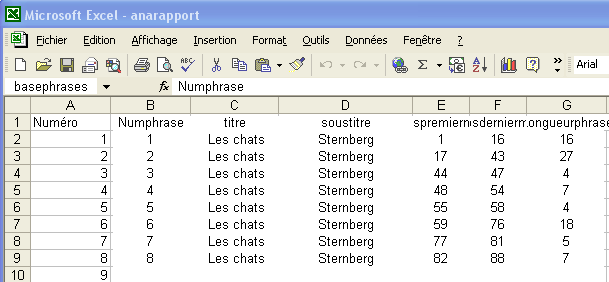 Microsoft Excel - anarapport
Fichier Edition Affichage Insertion Format Outils Données Fenêtre ?
Arial
basephrases fx Numphrase
A B C D E F G
1 Numéro Numphrase titre soustitre spremierm sdernierm ongueurphrase
2 1 1 Les chats Sternberg 1 16 16
3 2 2 Les chats Sternberg 17 43 27
4 3 3 Les chats Sternberg 44 47 4
5 4 4 Les chats Sternberg 48 54 7
6 5 5 Les chats Sternberg 55 58 4
7 6 6 Les chats Sternberg 59 76 18
8 7 7 Les chats Sternberg 77 81 5
9 8 8 Les chats Sternberg 82 88 7
10 9